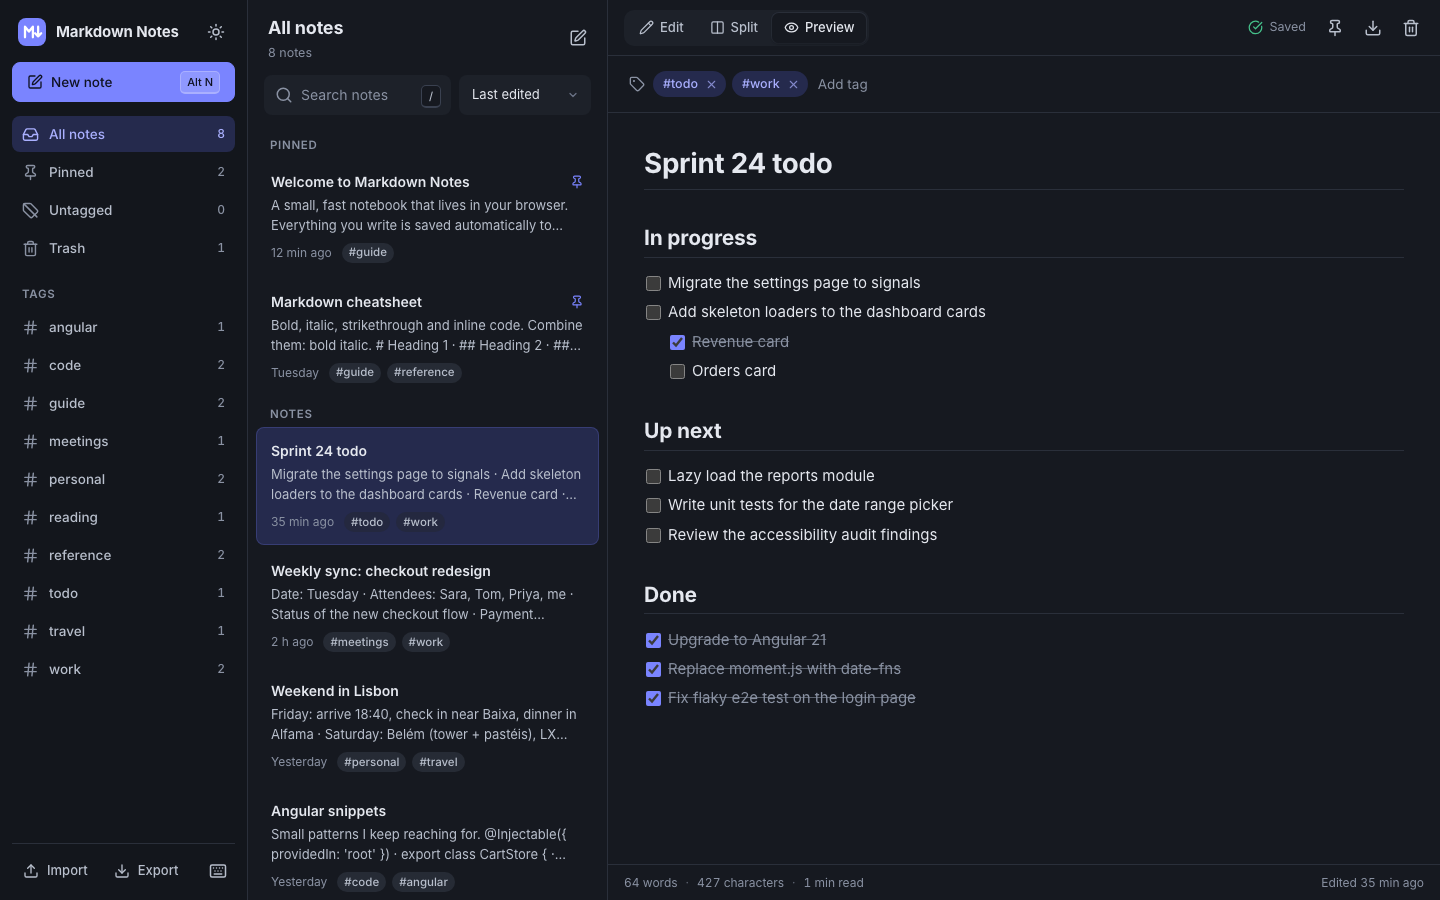 Markdown Notes
New note
Alt N
All notes 8
Pinned 2
Untagged 0
Trash 1
TAGS
angular 1
code 2
guide 2
meetings 1
personal 2
reading 1
reference 2
todo 1
travel 1
work 2
Import
Export
All notes
8 notes
Search notes /
Last edited
PINNED
Welcome to Markdown Notes
A small, fast notebook that lives in your browser.
Everything you write is saved automatically to...
12 min ago #guide
Markdown cheatsheet
Bold, italic, strikethrough and inline code. Combine
them: bold italic. # Heading 1 · ## Heading 2 · ##...
Tuesday #guide #reference
NOTES
Sprint 24 todo
Migrate the settings page to signals · Add skeleton
loaders to the dashboard cards · Revenue card ·...
35 min ago #todo #work
Weekly sync: checkout redesign
Date: Tuesday · Attendees: Sara, Tom, Priya, me ·
Status of the new checkout flow · Payment...
2 h ago #meetings #work
Weekend in Lisbon
Friday: arrive 18:40, check in near Baixa, dinner in
Alfama · Saturday: Belém (tower + pastéis), LX...
Yesterday #personal #travel
Angular snippets
Small patterns I keep reaching for. @Injectable({
providedIn: 'root' }) · export class CartStore { ·...
Yesterday #code #angular
Edit Split Preview
Saved
#todo #work Add tag
Sprint 24 todo
In progress
Migrate the settings page to signals
Add skeleton loaders to the dashboard cards
Revenue card
Orders card
Up next
Lazy load the reports module
Write unit tests for the date range picker
Review the accessibility audit findings
Done
Upgrade to Angular 21
Replace moment.js with date-fns
Fix flaky e2e test on the login page
64 words · 427 characters · 1 min read
Edited 35 min ago